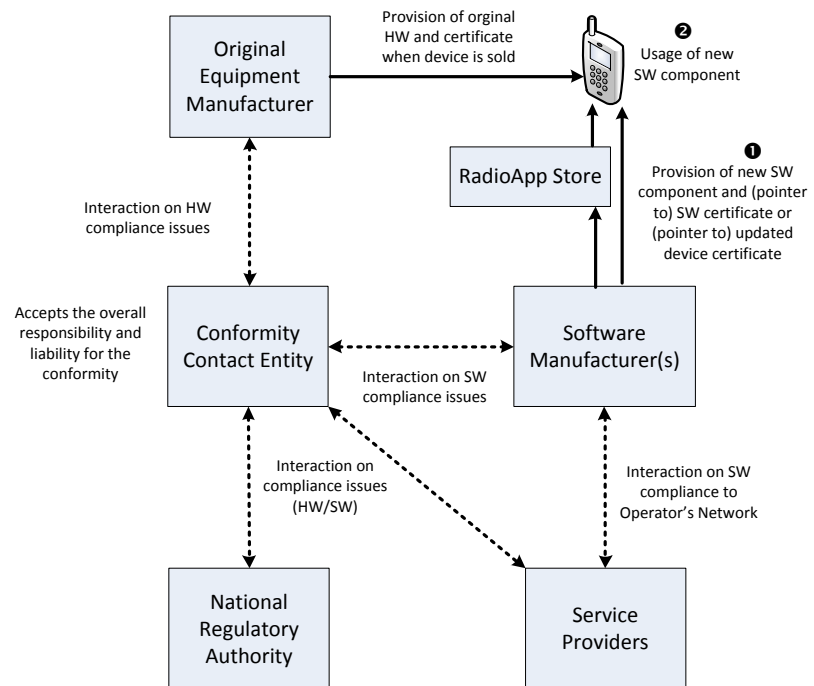 Original
Equipment
Manufacturer
Provision of orginal
HW and certificate
when device is sold
❷
Usage of new
SW component
RadioApp Store
❶
Provision of new SW
component and (pointer
to) SW certificate or
(pointer to) updated
device certificate
Interaction on HW
compliance issues
Accepts the overall
responsibility and
liability for the
conformity
Conformity
Contact Entity
Interaction on SW
compliance issues
Software
Manufacturer(s)
Interaction on
compliance issues
(HW/SW)
Interaction on SW
compliance to
Operator's Network
National
Regulatory
Authority
Service
Providers